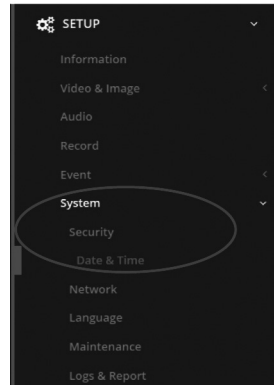 SETUP
Information
Video & Image
Audio
Record
Event
System
Security
Date & Time
Network
Language
Maintenance
Logs & Report